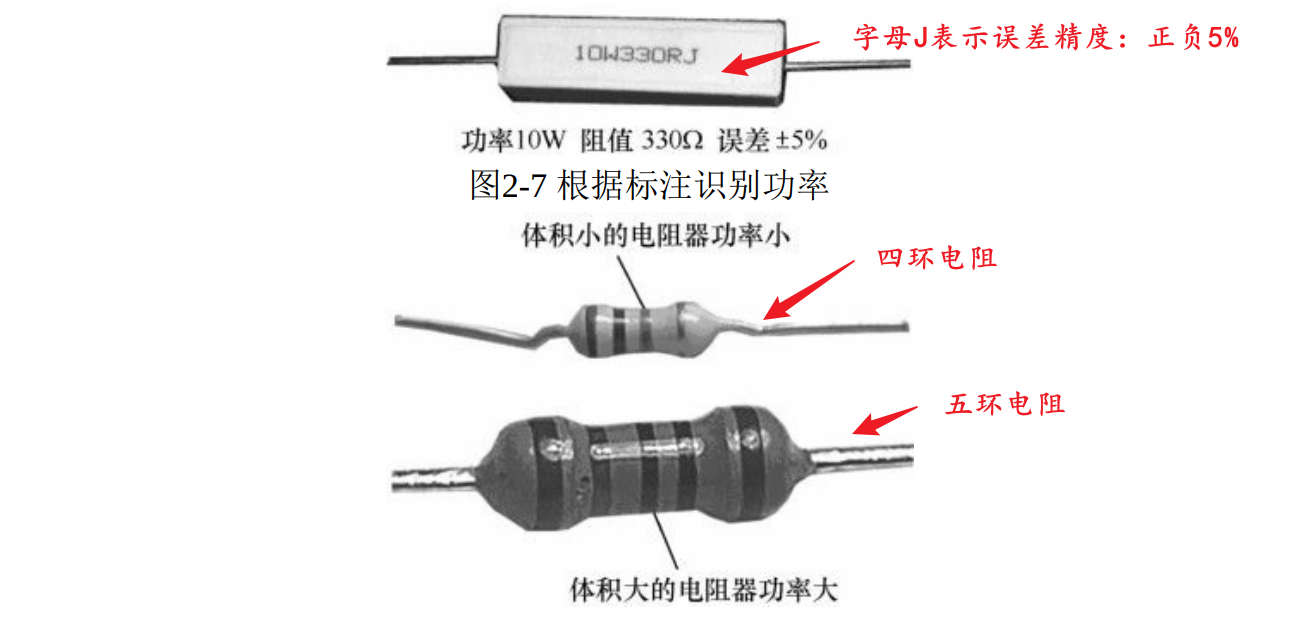 10W330RJ
字母J表示误差精度：正负5%
功率10W 阻值 330Ω 误差 ±5%
图2-7 根据标注识别功率
体积小的电阻器功率小
四环电阻
五环电阻
体积大的电阻器功率大